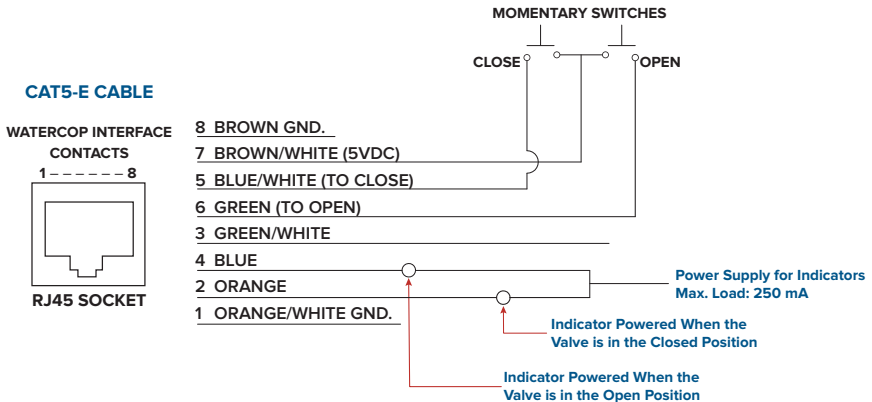 MOMENTARY SWITCHES
CLOSE
OPEN
CAT5-E CABLE
WATERCOP INTERFACE
CONTACTS
1 – – – – – – 8
RJ45 SOCKET
8 BROWN GND.
7 BROWN/WHITE (5VDC)
5 BLUE/WHITE (TO CLOSE)
6 GREEN (TO OPEN)
3 GREEN/WHITE
4 BLUE
2 ORANGE
1 ORANGE/WHITE GND.
Power Supply for Indicators
Max. Load: 250 mA
Indicator Powered When the
Valve is in the Closed Position
Indicator Powered When the
Valve is in the Open Position